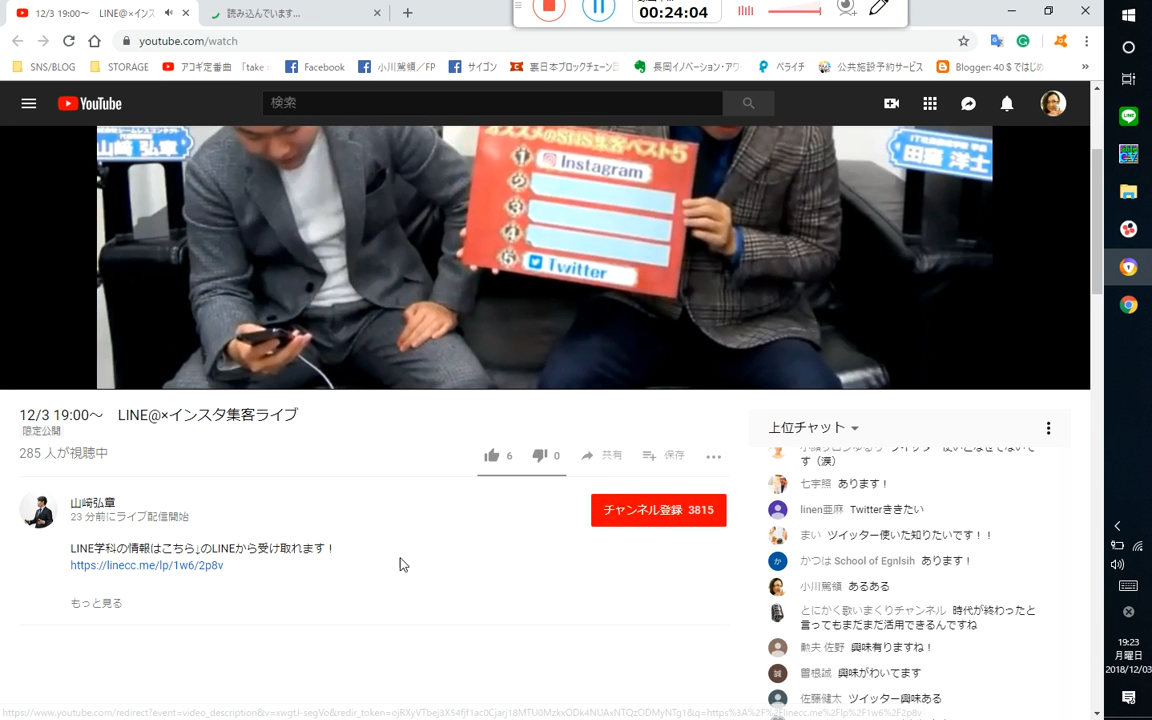 12/3 19:00～　LINE@×インス
読み込んでいます...
00:24:04
youtube.com/watch
SNS/BLOG
STORAGE
アコギ定番曲 「take
Facebook
小川篤領／FP
サイゴン
裏日本ブロックチェーン
長岡イノベーション・アワ
ペライチ
公共施設予約サービス
Blogger: 40＄ではじめ
YouTube
検索
山崎 弘章
オススメのSNS集客ベスト5
① Instagram
②
③
④
⑤ Twitter
田窪 洋士
12/3 19:00～　LINE@×インスタ集客ライブ
限定公開
285 人が視聴中
6
0
共有
保存
山崎弘章
23 分前にライブ配信開始
チャンネル登録 3815
LINE学科の情報はこちら↓のLINEから受け取れます！
https://linecc.me/lp/1w6/2p8v
もっと見る
上位チャット
す（涙）
七宇照 あります！
linen亜麻 Twitterききたい
まい ツイッター使いた知りたいです！！
かつは School of Egnlsih あります！
小川篤領 あるある
とにかく歌いまくりチャンネル 時代が終わったと
言ってもまだまだ活用できるんですね
勲夫 佐野 興味有りますね！
曽根誠 興味がわいてます
佐藤健太 ツイッター興味ある
19:23
月曜日
2018/12/03